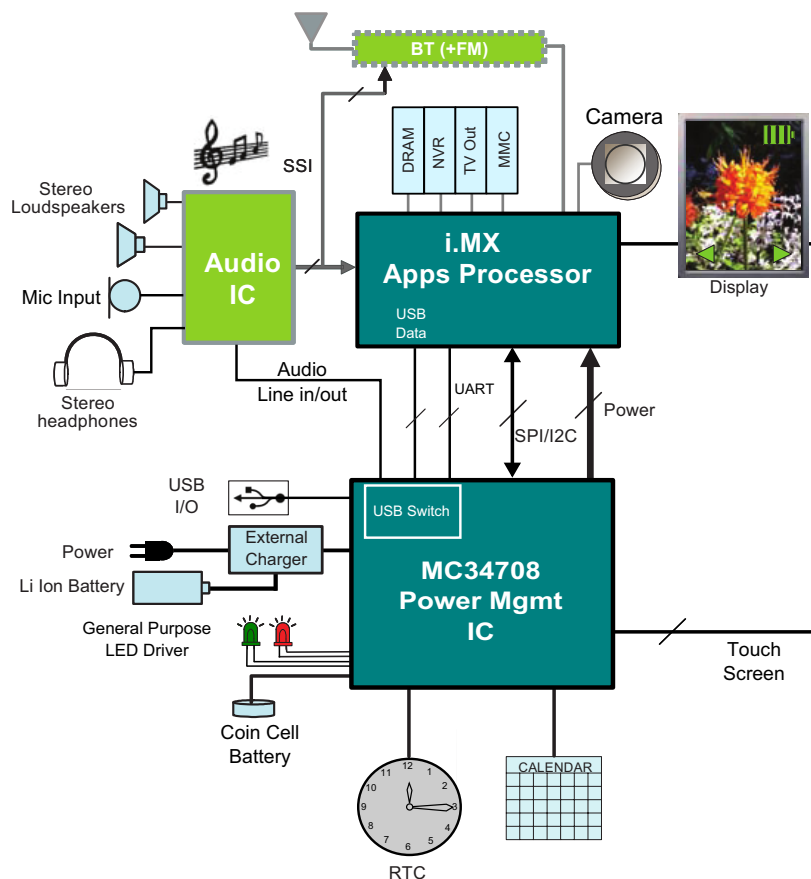 BT (+FM)
DRAM
NVR
TV Out
MMC
Camera
SSI
Stereo
Loudspeakers
Audio
IC
i.MX
Apps Processor
USB
Data
Display
Mic Input
Stereo
headphones
Audio
Line in/out
UART
SPI/I2C
Power
USB
I/O
USB Switch
Power
External
Charger
Li Ion Battery
MC34708
Power Mgmt
IC
General Purpose
LED Driver
Touch
Screen
Coin Cell
Battery
12
1
2
3
4
5
6
7
8
9
10
11
RTC
CALENDAR